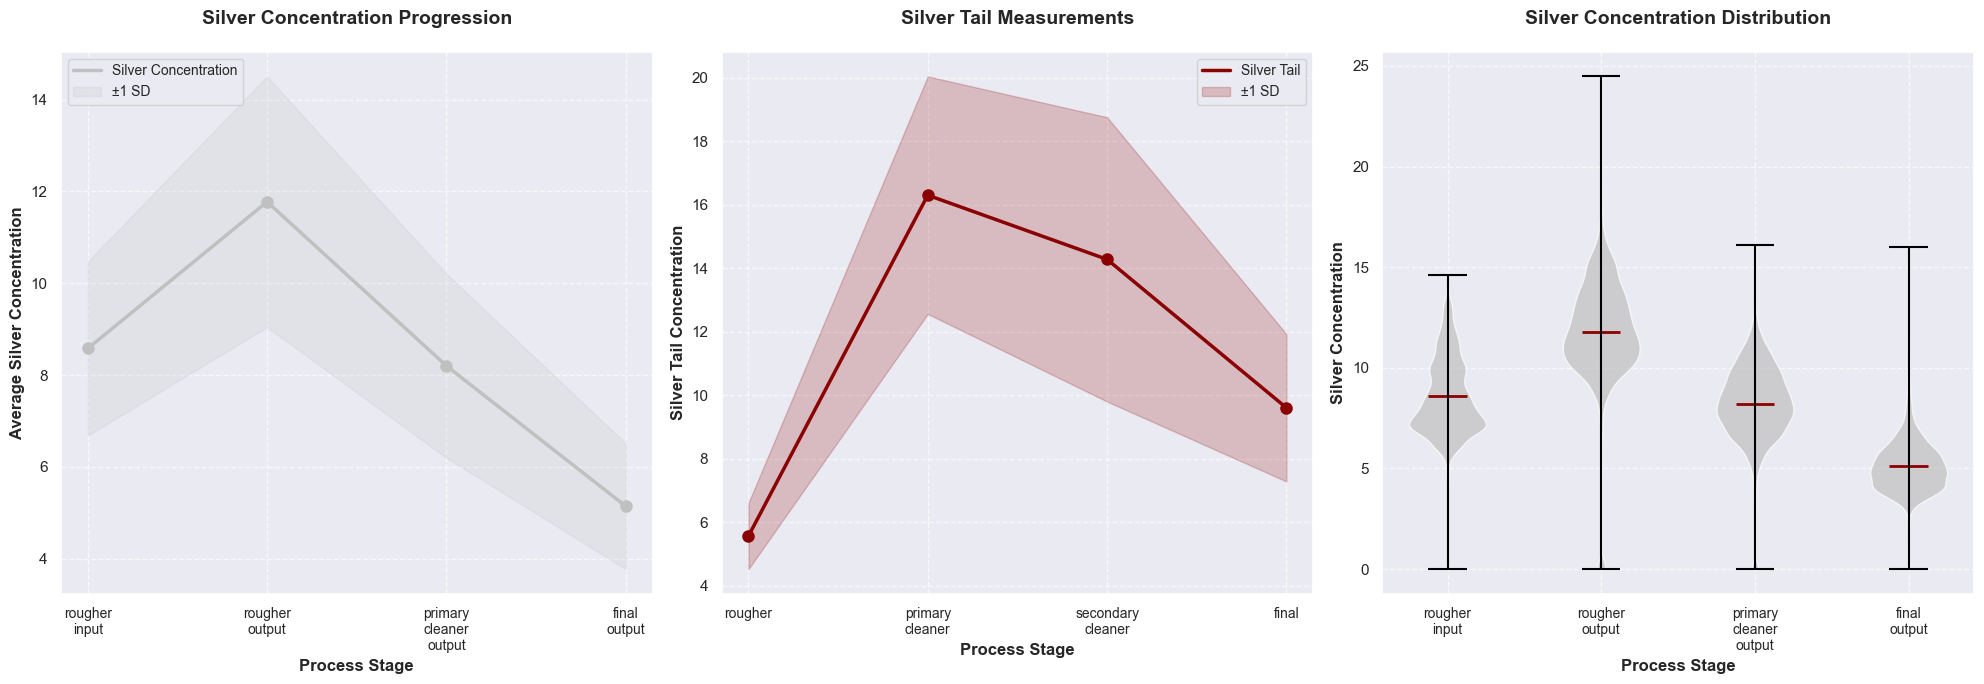 Silver Concentration Progression
Average Silver Concentration
14
12
10
8
6
4
Silver Concentration
±1 SD
rougher
input
rougher
output
primary
cleaner
output
final
output
Process Stage
Silver Tail Measurements
Silver Tail Concentration
20
18
16
14
12
10
8
6
4
Silver Tail
±1 SD
rougher
primary
cleaner
secondary
cleaner
final
Process Stage
Silver Concentration Distribution
Silver Concentration
25
20
15
10
5
0
rougher
input
rougher
output
primary
cleaner
output
final
output
Process Stage